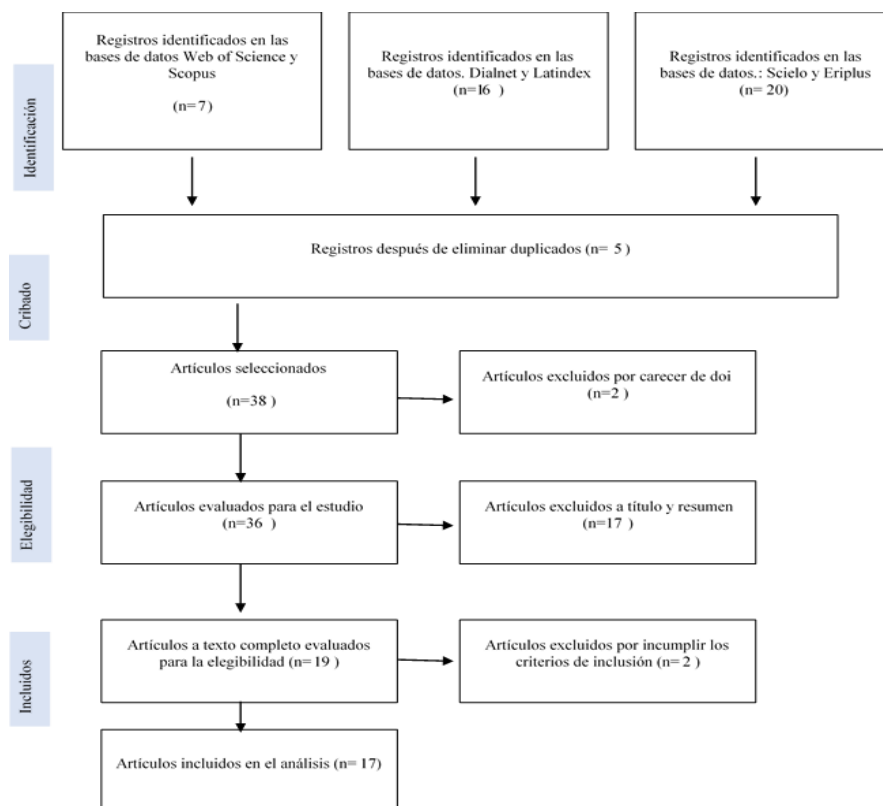 Identificación
Registros identificados en las
bases de datos Web of Science y
Scopus
(n=7)
Registros identificados en las
bases de datos. Dialnet y Latindex
(n=16 )
Registros identificados en las
bases de datos.: Scielo y Eriplus
(n= 20)
Cribado
Registros después de eliminar duplicados (n= 5 )
Artículos seleccionados
(n=38 )
Artículos excluidos por carecer de doi
(n=2 )
Elegibilidad
Artículos evaluados para el estudio
(n=36 )
Artículos excluidos a título y resumen
(n=17 )
Incluidos
Artículos a texto completo evaluados
para la elegibilidad (n=19 )
Artículos excluidos por incumplir los
criterios de inclusión (n= 2 )
Artículos incluidos en el análisis (n= 17)